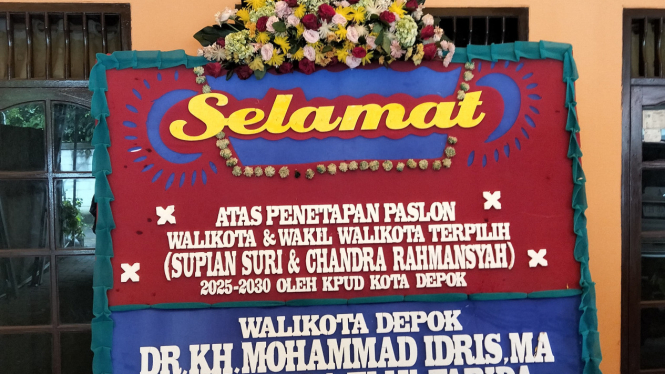 Selamat
ATAS PENETAPAN PASLON
WALIKOTA & WAKIL WALIKOTA TERPILIH
(SUPIAN SURI & CHANDRA RAHMANSYAH)
2025-2030 OLEH KPUD KOTA DEPOK
WALIKOTA DEPOK
DR.KH.MOHAMMAD IDRIS,MA